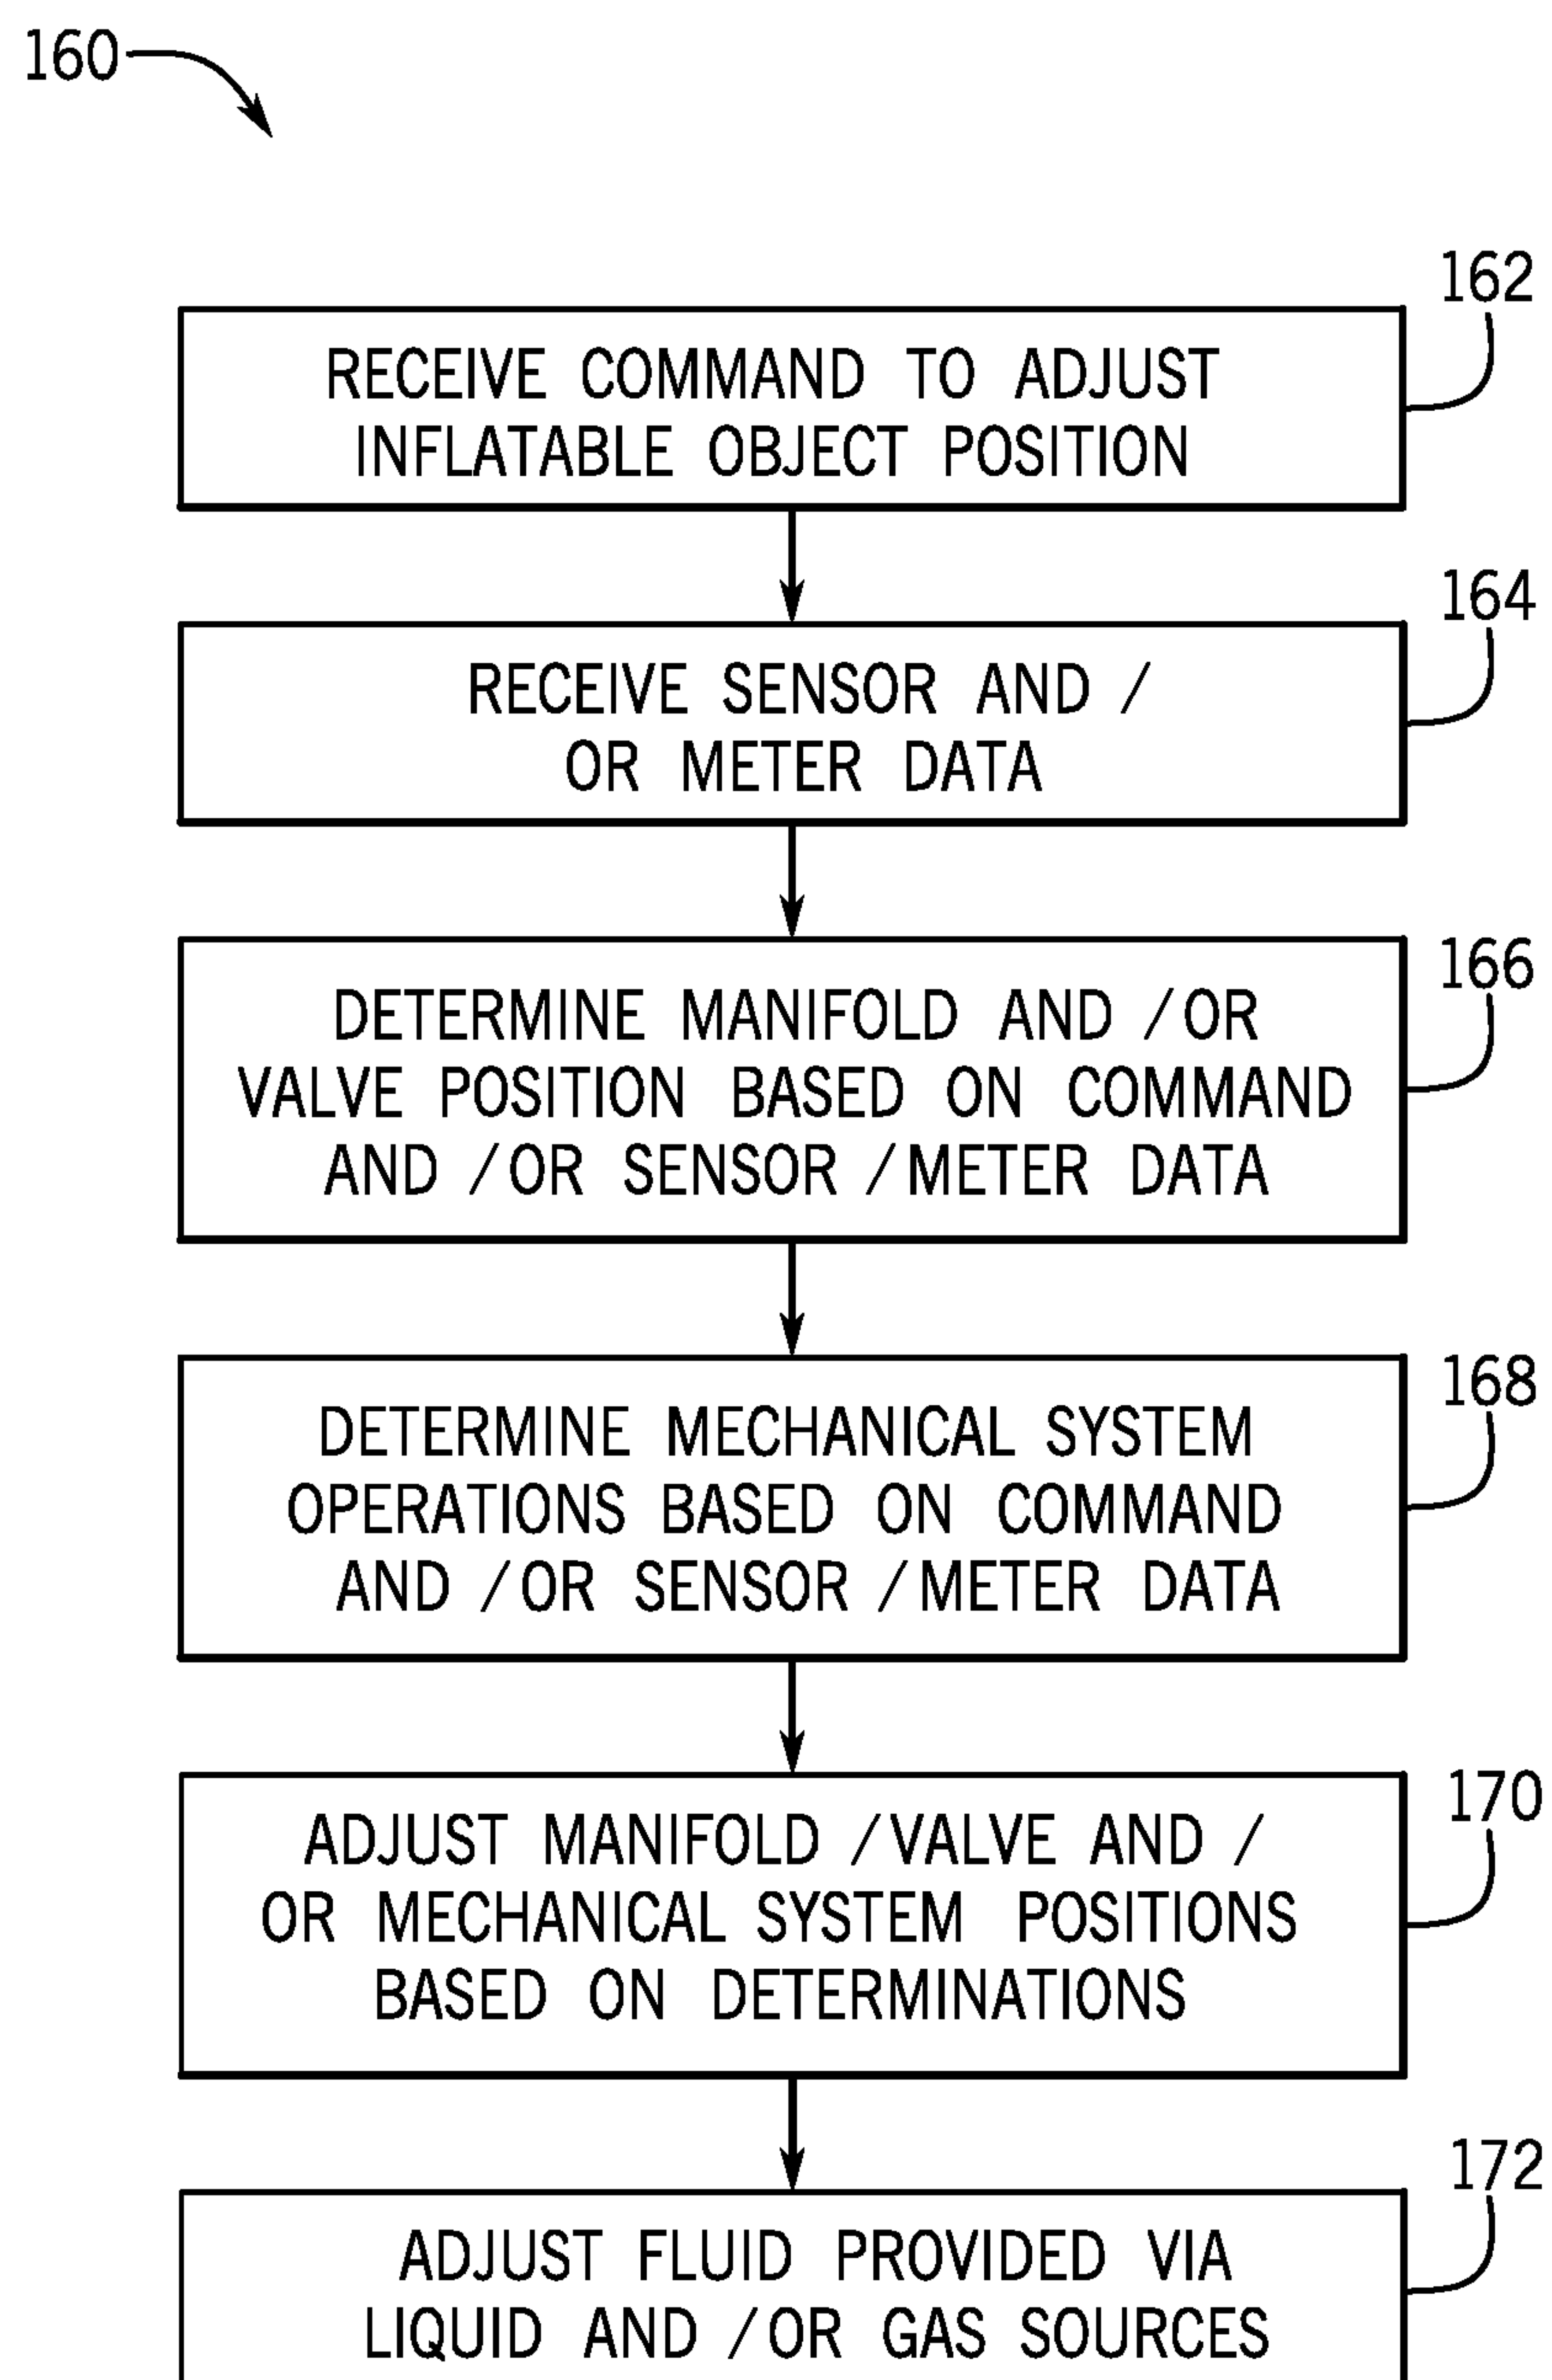 160
162
RECEIVE COMMAND TO ADJUST
INFLATABLE OBJECT POSITION
164
RECEIVE SENSOR AND /
OR METER DATA
166
DETERMINE MANIFOLD AND /OR
VALVE POSITION BASED ON COMMAND
AND /OR SENSOR /METER DATA
168
DETERMINE MECHANICAL SYSTEM
OPERATIONS BASED ON COMMAND
AND /OR SENSOR /METER DATA
170
ADJUST MANIFOLD /VALVE AND /
OR MECHANICAL SYSTEM POSITIONS
BASED ON DETERMINATIONS
172
ADJUST FLUID PROVIDED VIA
LIQUID AND /OR GAS SOURCES